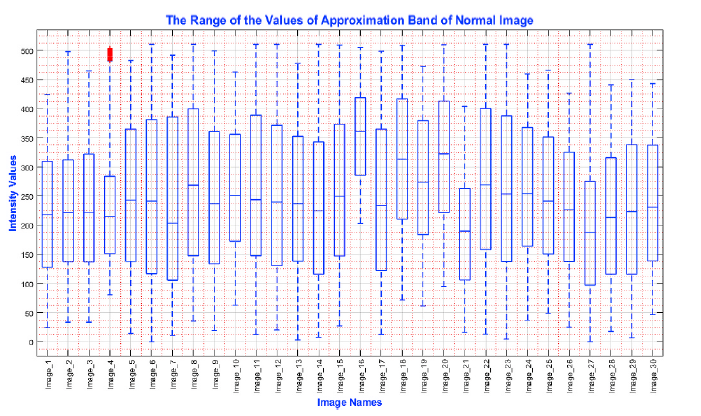 The Range of the Values of Approximation Band of Normal Image
Intensity Values
500
450
400
350
300
250
200
150
100
50
0
Image_1
Image_2
Image_3
Image_4
Image_5
Image_6
Image_7
Image_8
Image_9
Image_10
Image_11
Image_12
Image_13
Image_14
Image_15
Image_16
Image_17
Image_18
Image_19
Image_20
Image_21
Image_22
Image_23
Image_24
Image_25
Image_26
Image_27
Image_28
Image_29
Image_30
Image Names